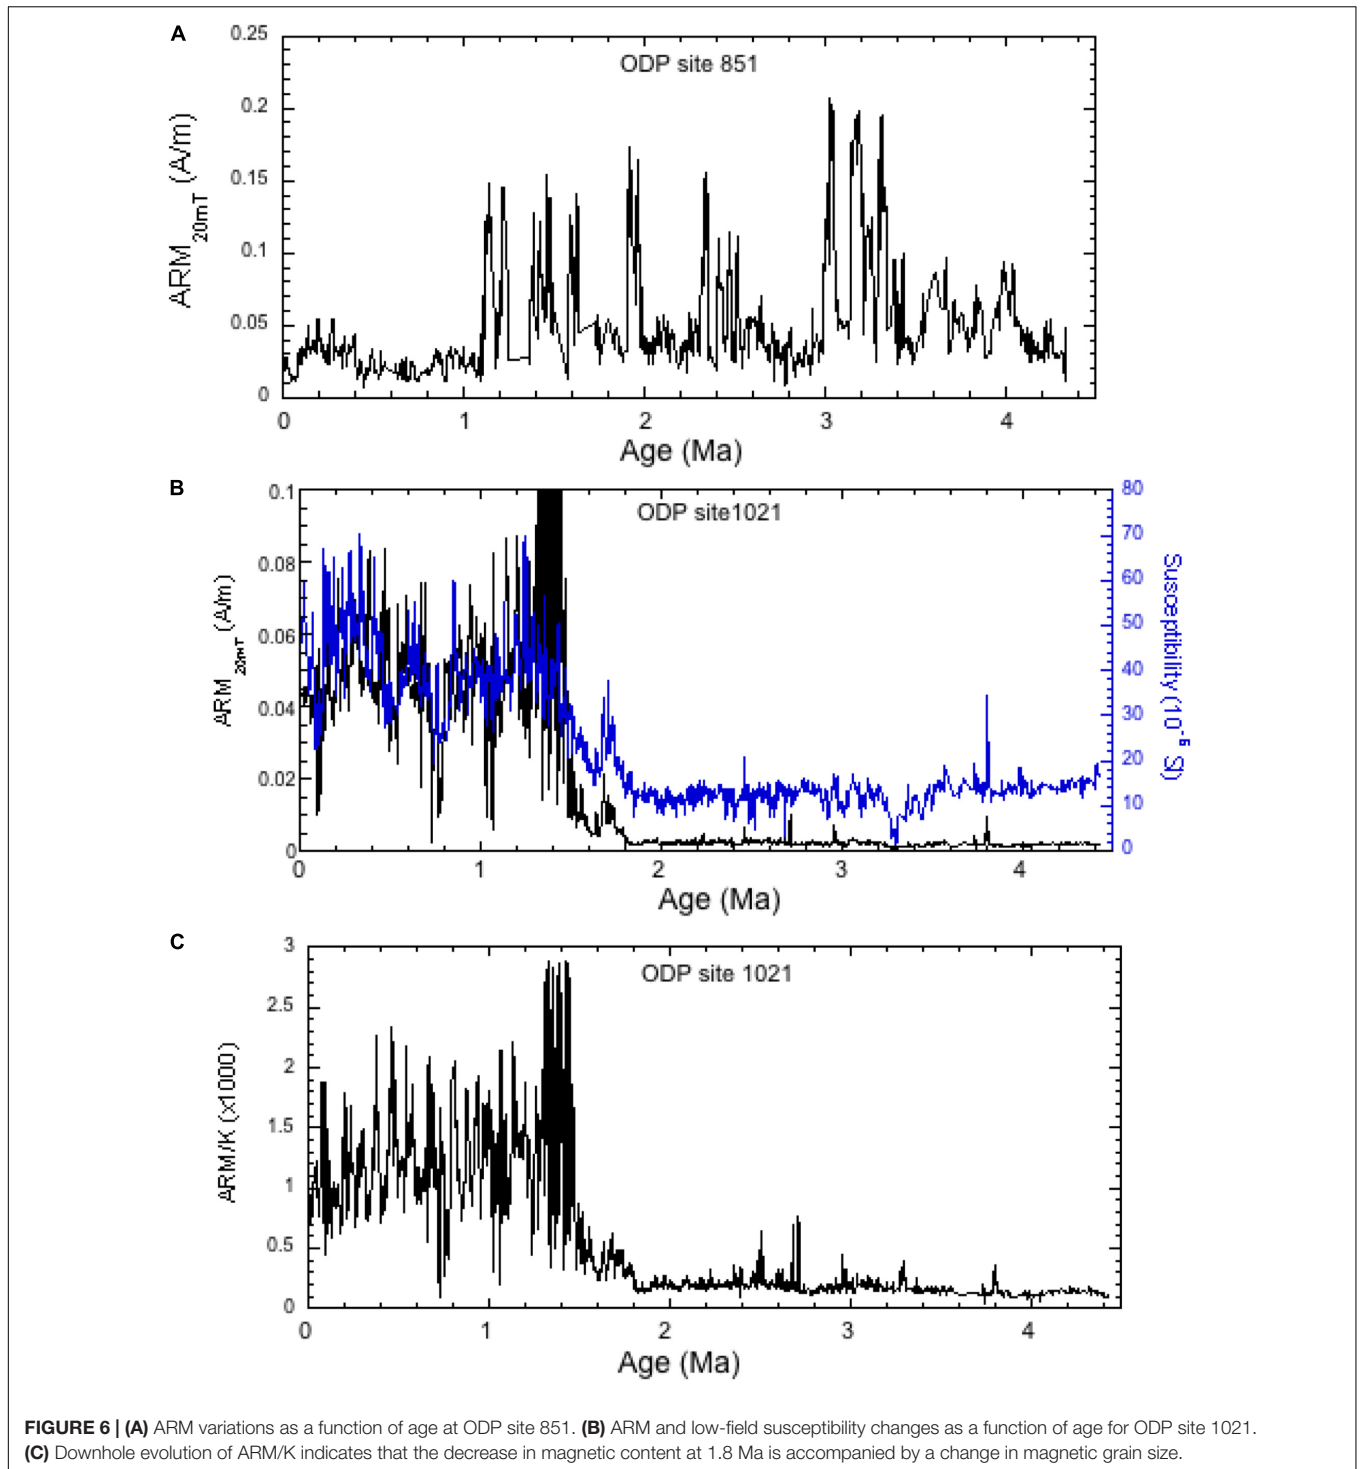 A
ODP site 851
ARM 20mT (A/m)
0.25
0.2
0.15
0.1
0.05
0
0 1 2 3 4
Age (Ma)
B
ODP site1021
ARM 20mT (A/m)
0.1
0.08
0.06
0.04
0.02
0
80
70
60
50
40
30
20
10
0
Susceptibility (10⁻⁵ SI)
0 1 2 3 4
Age (Ma)
C
ODP site 1021
ARM/K (x1000)
3
2.5
2
1.5
1
0.5
0
0 1 2 3 4
Age (Ma)
FIGURE 6 | (A) ARM variations as a function of age at ODP site 851. (B) ARM and low-field susceptibility changes as a function of age for ODP site 1021.
(C) Downhole evolution of ARM/K indicates that the decrease in magnetic content at 1.8 Ma is accompanied by a change in magnetic grain size.